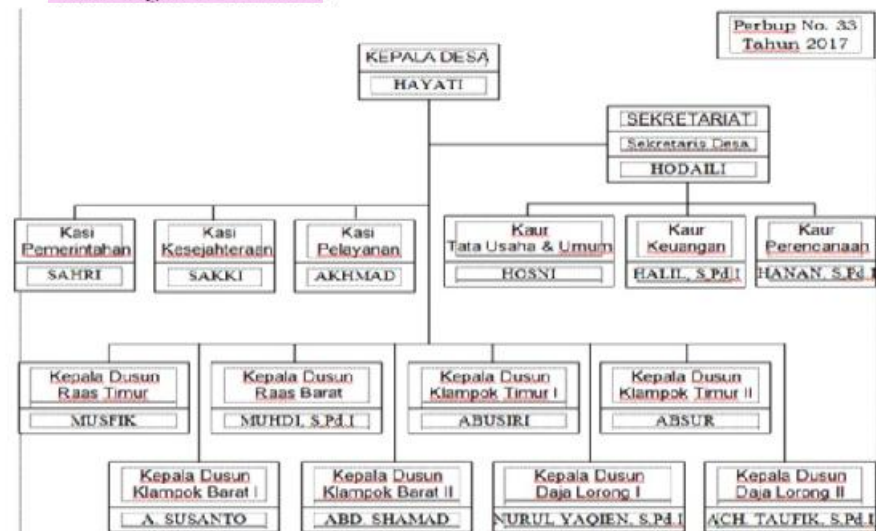 Perbup No. 33
Tahun 2017
KEPALA DESA
HAYATI
SEKRETARIAT
Sekretaris Desa
HODAILI
Kasi
Pemerintahan
SAHRI
Kasi
Kesejahteraan
SAKKI
Kasi
Pelayanan
AKHMAD
Kaur
Tata Usaha & Umum
HOSNI
Kaur
Keuangan
HALIL, S.Pd.I
Kaur
Perencanaan
HANAN, S.Pd.I
Kepala Dusun
Raas Timur
MUSFIK
Kepala Dusun
Raas Barat
MUHDI, S.Pd.I
Kepala Dusun
Klampok Timur I
ABUSIRI
Kepala Dusun
Klampok Timur II
ABSUR
Kepala Dusun
Klampok Barat I
A. SUSANTO
Kepala Dusun
Klampok Barat II
ABD. SHAMAD
Kepala Dusun
Daja Lorong I
NURUL YAQIEN, S.Pd.I
Kepala Dusun
Daja Lorong II
ACH. TAUFIK, S.Pd.I